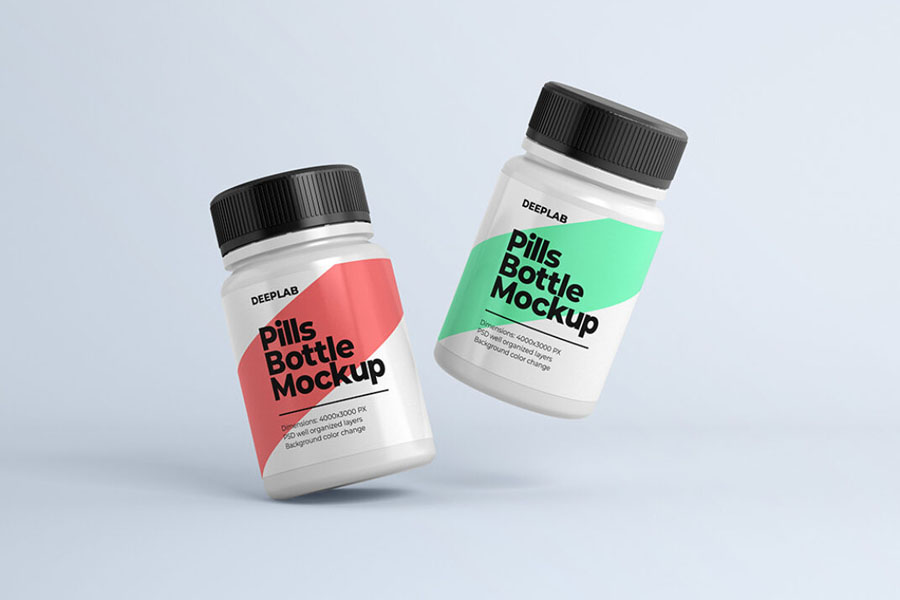 DEEPLAB
Pills
Bottle
Mockup
Dimensions: 4000x3000 PX
PSD well organized layers
Background color change
DEEPLAB
Pills
Bottle
Mockup
Dimensions: 4000x3000 PX
PSD well organized layers
Background color change